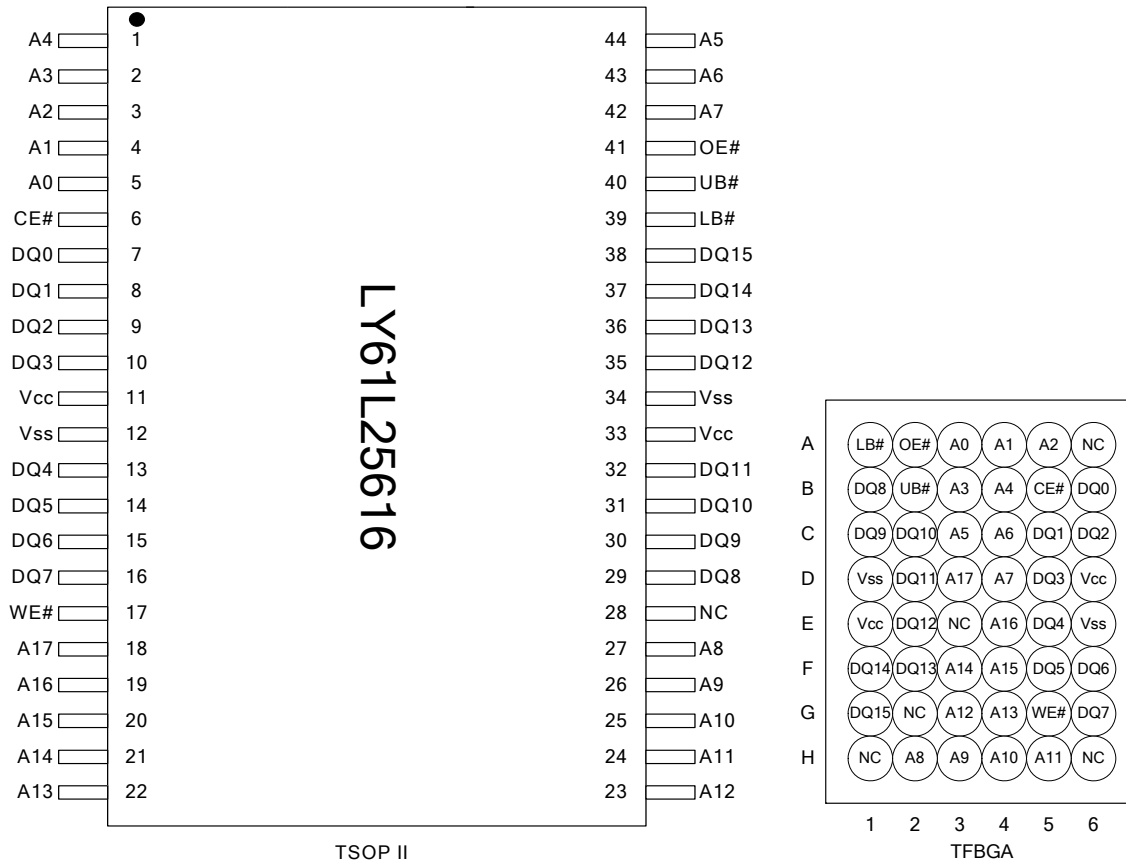 A4 1 44 A5
A3 2 43 A6
A2 3 42 A7
A1 4 41 OE#
A0 5 40 UB#
CE# 6 39 LB#
DQ0 7 38 DQ15
DQ1 8 37 DQ14
DQ2 9 36 DQ13
DQ3 10 35 DQ12
Vcc 11 34 Vss
Vss 12 33 Vcc
DQ4 13 32 DQ11
DQ5 14 31 DQ10
DQ6 15 30 DQ9
DQ7 16 29 DQ8
WE# 17 28 NC
A17 18 27 A8
A16 19 26 A9
A15 20 25 A10
A14 21 24 A11
A13 22 23 A12
LY61L25616
TSOP II
A LB# OE# A0 A1 A2 NC
B DQ8 UB# A3 A4 CE# DQ0
C DQ9 DQ10 A5 A6 DQ1 DQ2
D Vss DQ11 A17 A7 DQ3 Vcc
E Vcc DQ12 NC A16 DQ4 Vss
F DQ14 DQ13 A14 A15 DQ5 DQ6
G DQ15 NC A12 A13 WE# DQ7
H NC A8 A9 A10 A11 NC
1 2 3 4 5 6
TFBGA